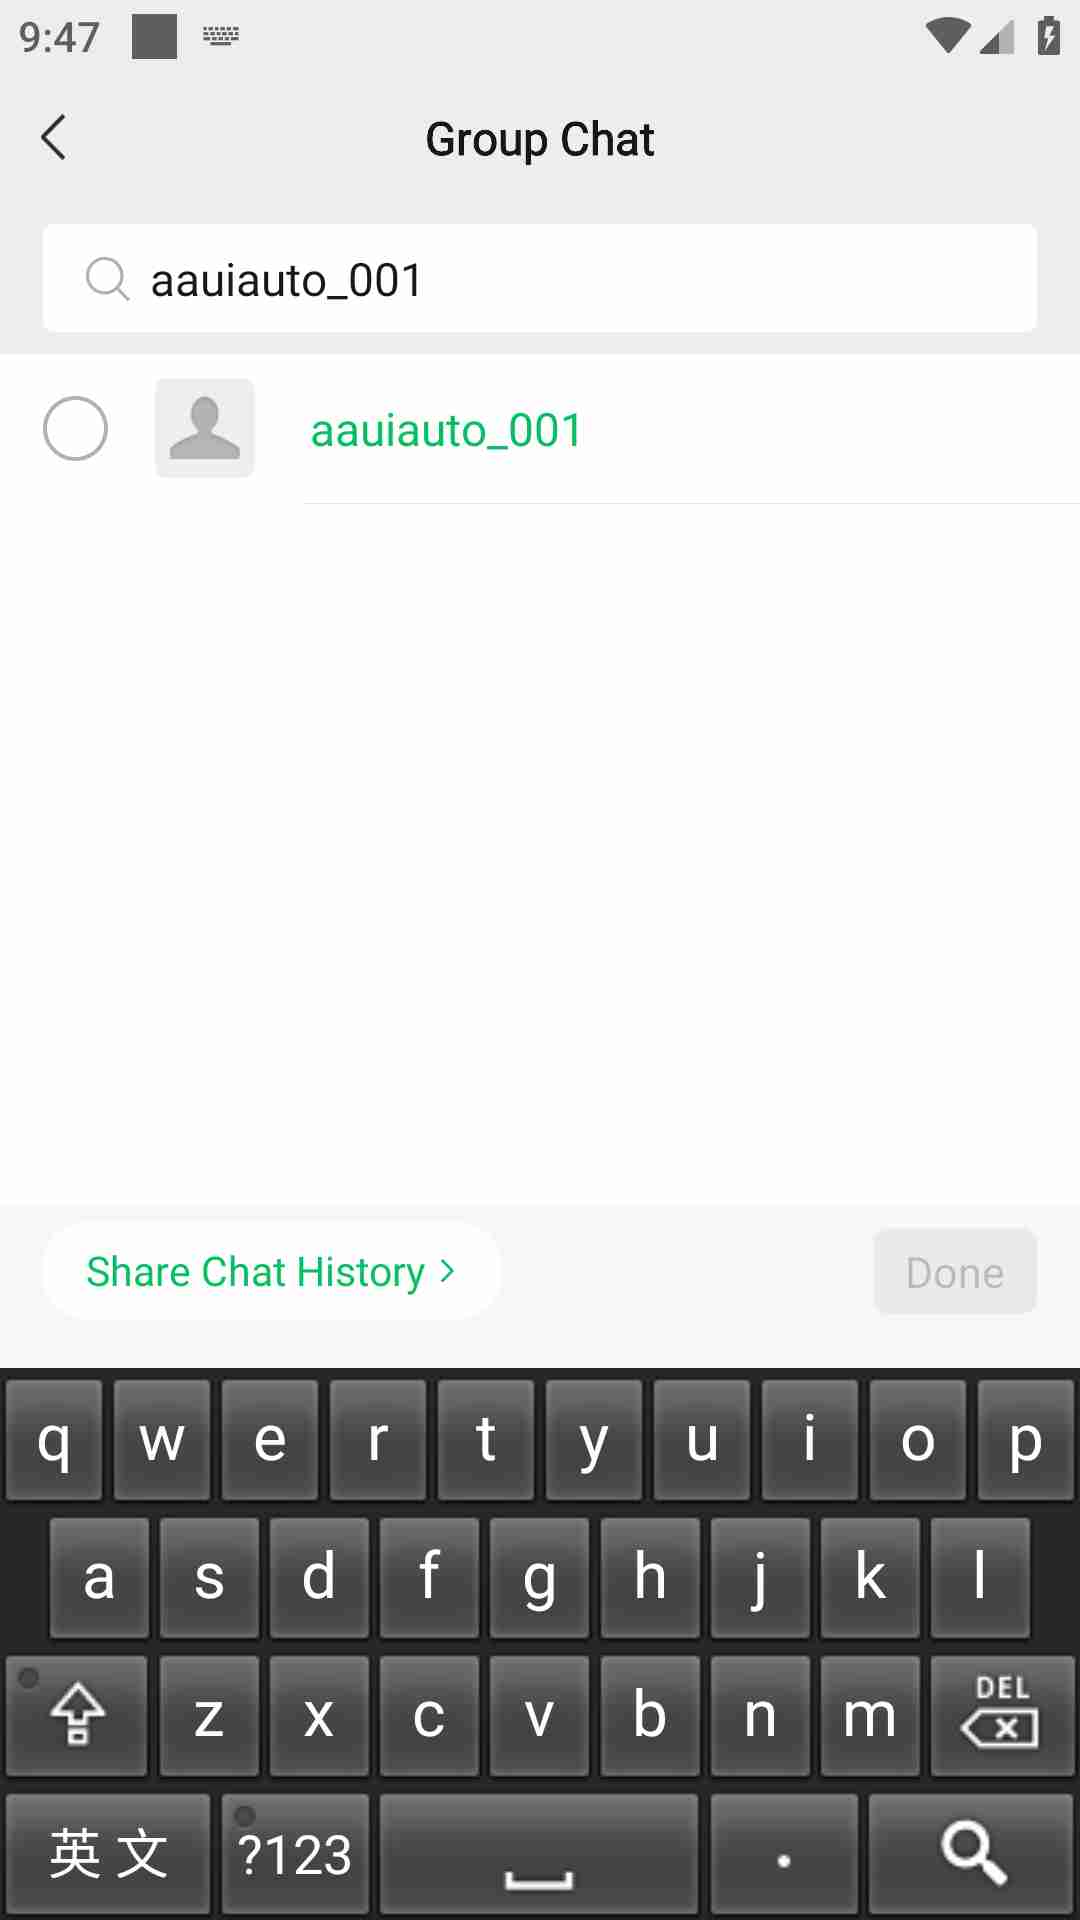 9:47
Group Chat
aauiauto_001
aauiauto_001
Share Chat History
Done
q w e r t y u i o p
a s d f g h j k l
z x c v b n m DEL
英文 ?123 .